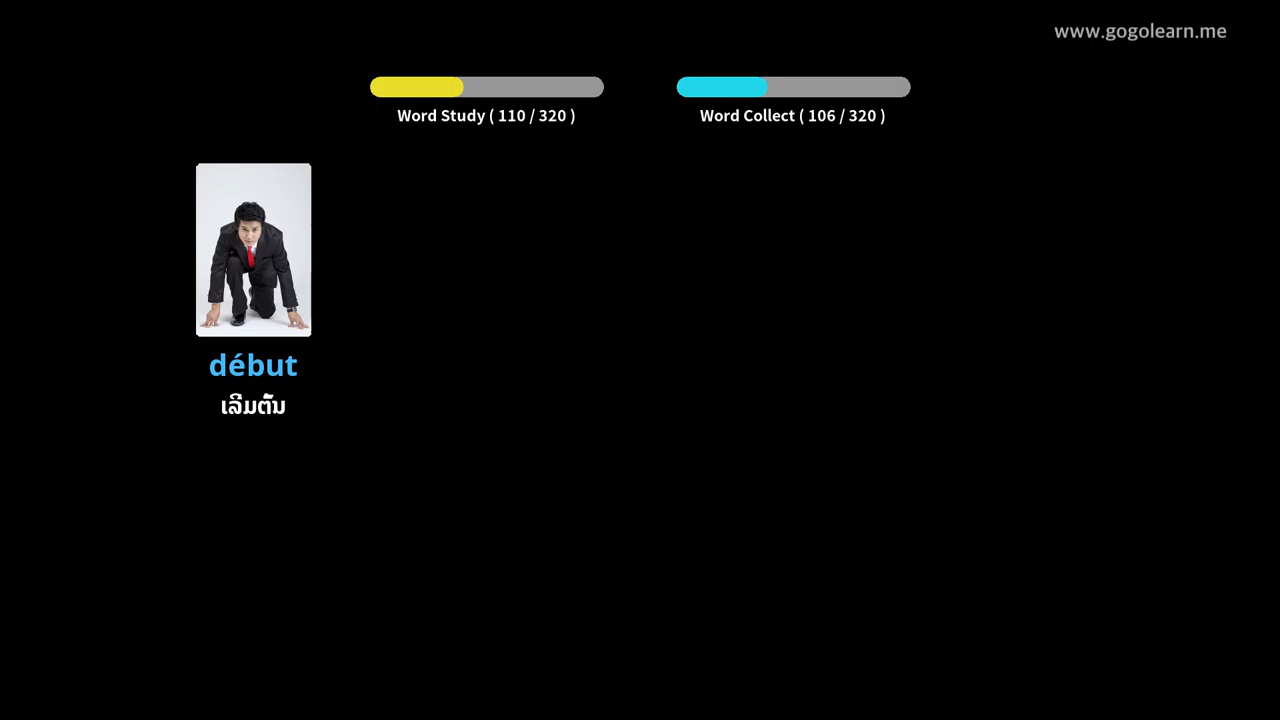 www.gogolearn.me
Word Study ( 110 / 320 )
Word Collect ( 106 / 320 )
début
ເລີ່ມຕົ້ນ